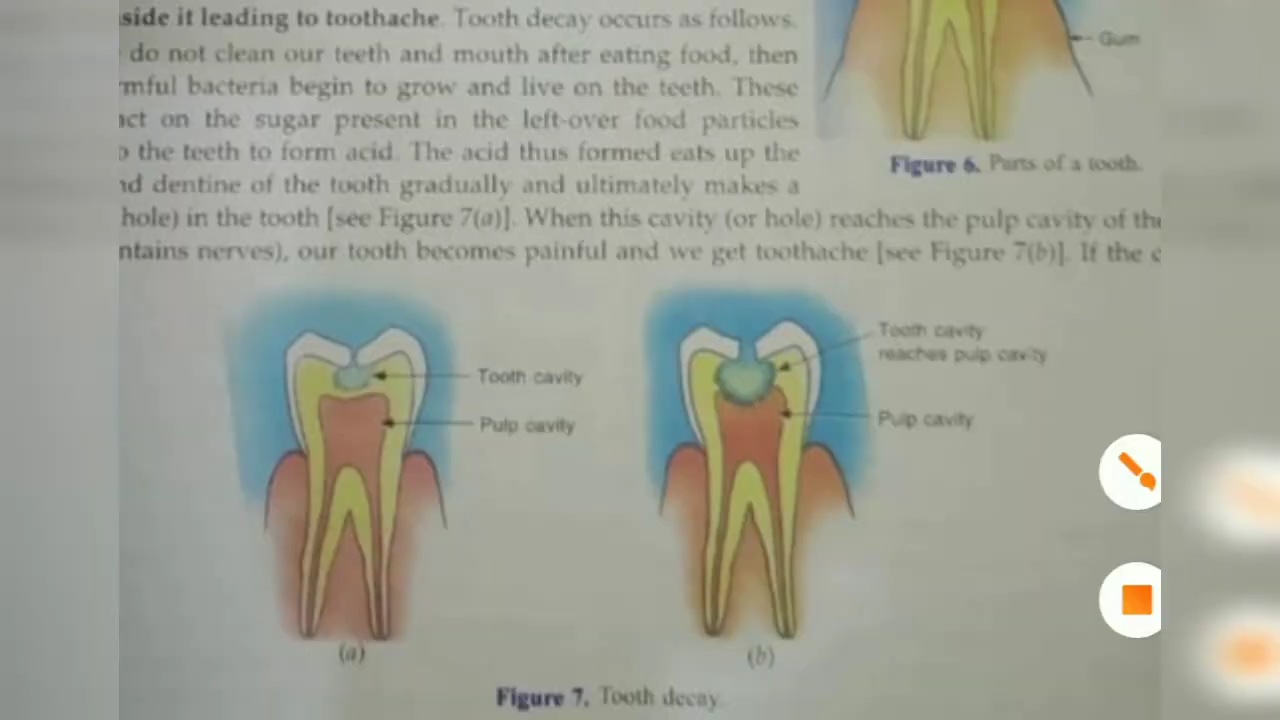 side it leading to toothache. Tooth decay occurs as follows.
do not clean our teeth and mouth after eating food, then
rmful bacteria begin to grow and live on the teeth. These
act on the sugar present in the left-over food particles
o the teeth to form acid. The acid thus formed eats up the
nd dentine of the tooth gradually and ultimately makes a
hole) in the tooth [see Figure 7(a)]. When this cavity (or hole) reaches the pulp cavity of the
ntains nerves), our tooth becomes painful and we get toothache [see Figure 7(b)]. If the c
Gum
Figure 6. Parts of a tooth.
Tooth cavity
Pulp cavity
(a)
Tooth cavity
reaches pulp cavity
Pulp cavity
(b)
Figure 7. Tooth decay.